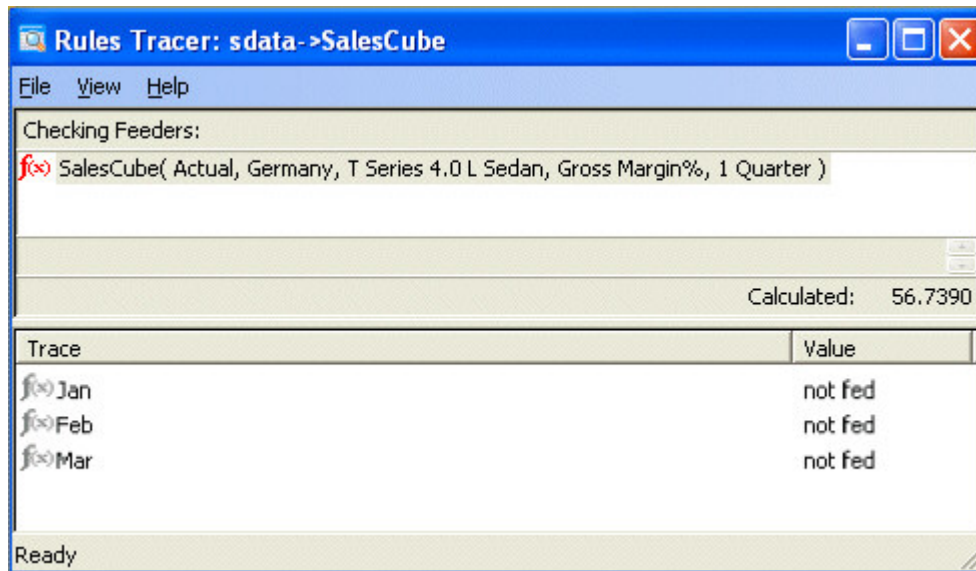 Rules Tracer: sdata->SalesCube
File View Help
Checking Feeders:
f(x) SalesCube( Actual, Germany, T Series 4.0 L Sedan, Gross Margin%, 1 Quarter )
Calculated: 56.7390
Trace Value
f(x) Jan not fed
f(x) Feb not fed
f(x) Mar not fed
Ready